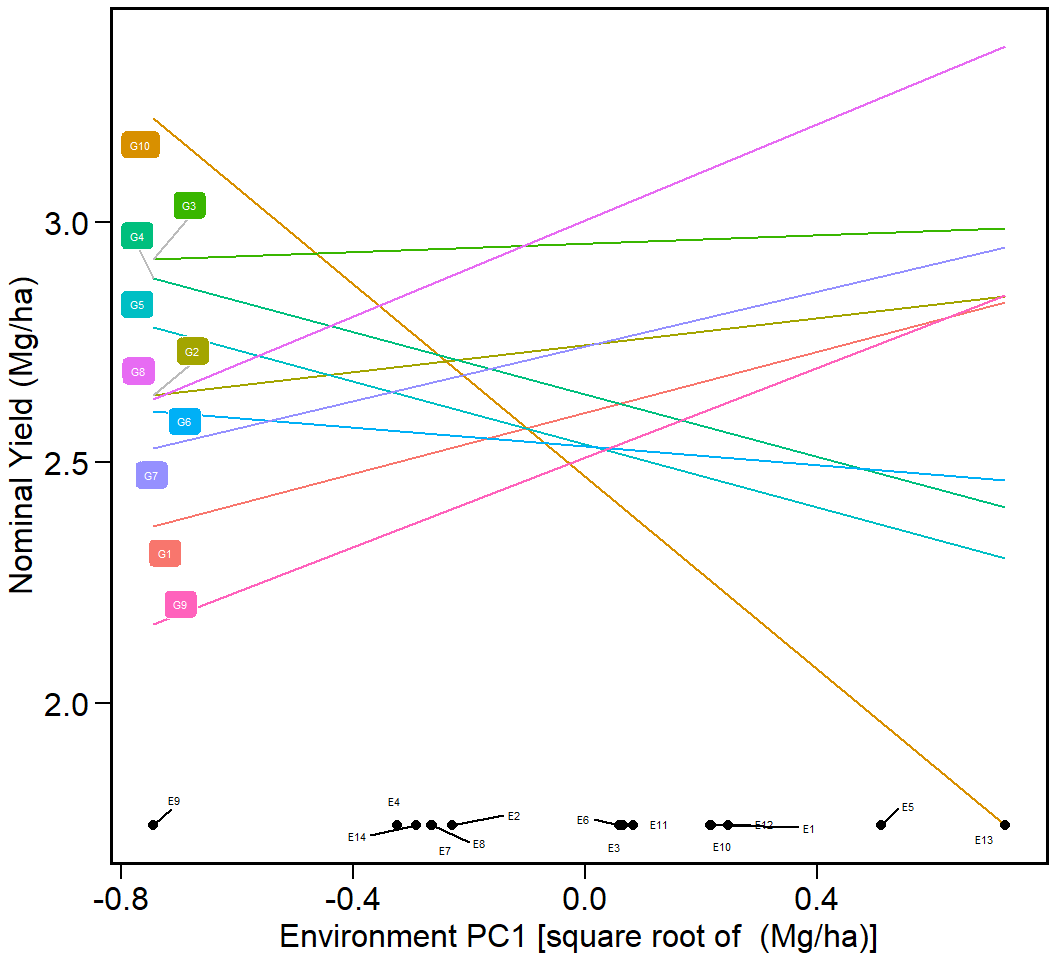 G10
G3
G4
G5
G2
G8
G6
G7
G1
G9
3.0
2.5
2.0
Nominal Yield (Mg/ha)
E9
E4
E14
E7
E8
E2
E6
E3
E11
E10
E12
E1
E5
E13
-0.8
-0.4
0.0
0.4
Environment PC1 [square root of  (Mg/ha)]